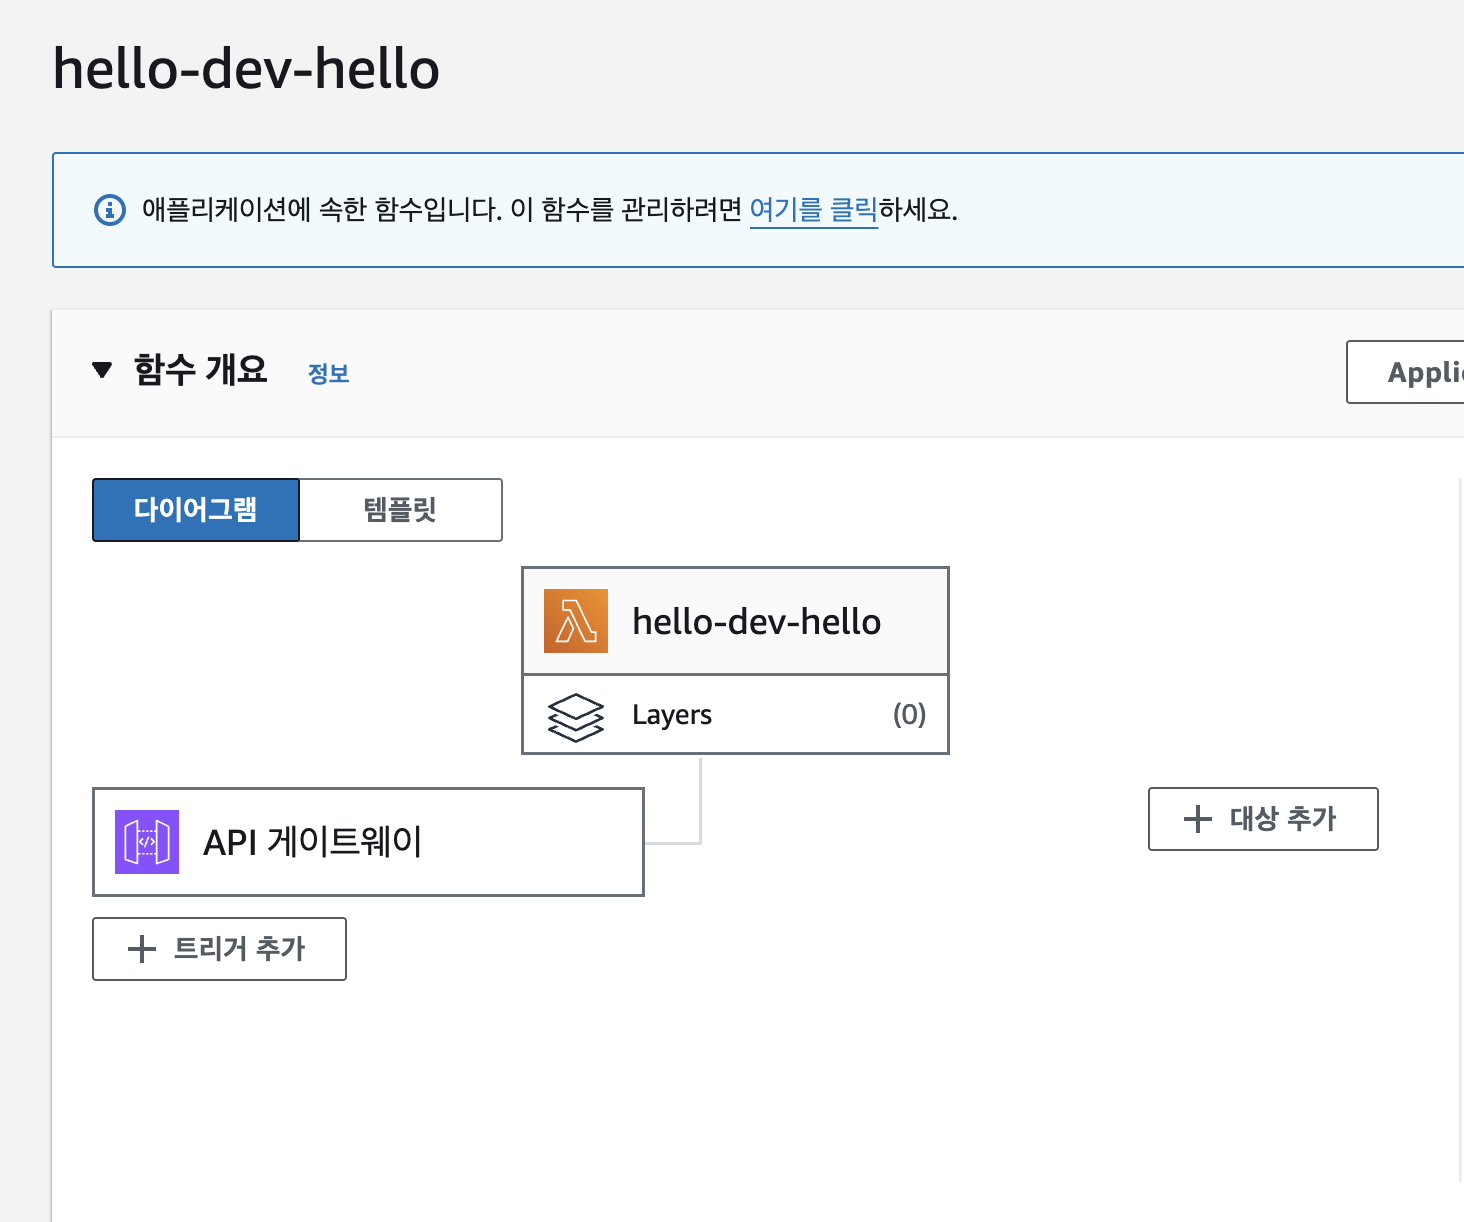 hello-dev-hello
애플리케이션에 속한 함수입니다. 이 함수를 관리하려면 여기를 클릭하세요.
함수 개요 정보
다이어그램 템플릿
hello-dev-hello
Layers (0)
API 게이트웨이
+ 대상 추가
+ 트리거 추가